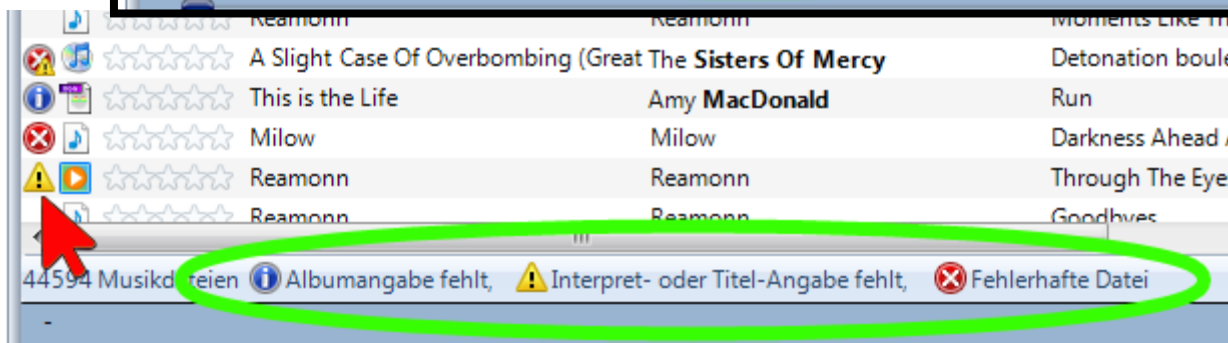 Reamonn Reamonn Moments Like Th
A Slight Case Of Overbombing (Great The Sisters Of Mercy Detonation boule
This is the Life Amy MacDonald Run
Milow Milow Darkness Ahead
Reamonn Reamonn Through The Eye
Reamonn Reamonn Goodbyes
44594 Musikdateien Albumangabe fehlt, Interpret- oder Titel-Angabe fehlt, Fehlerhafte Datei
-